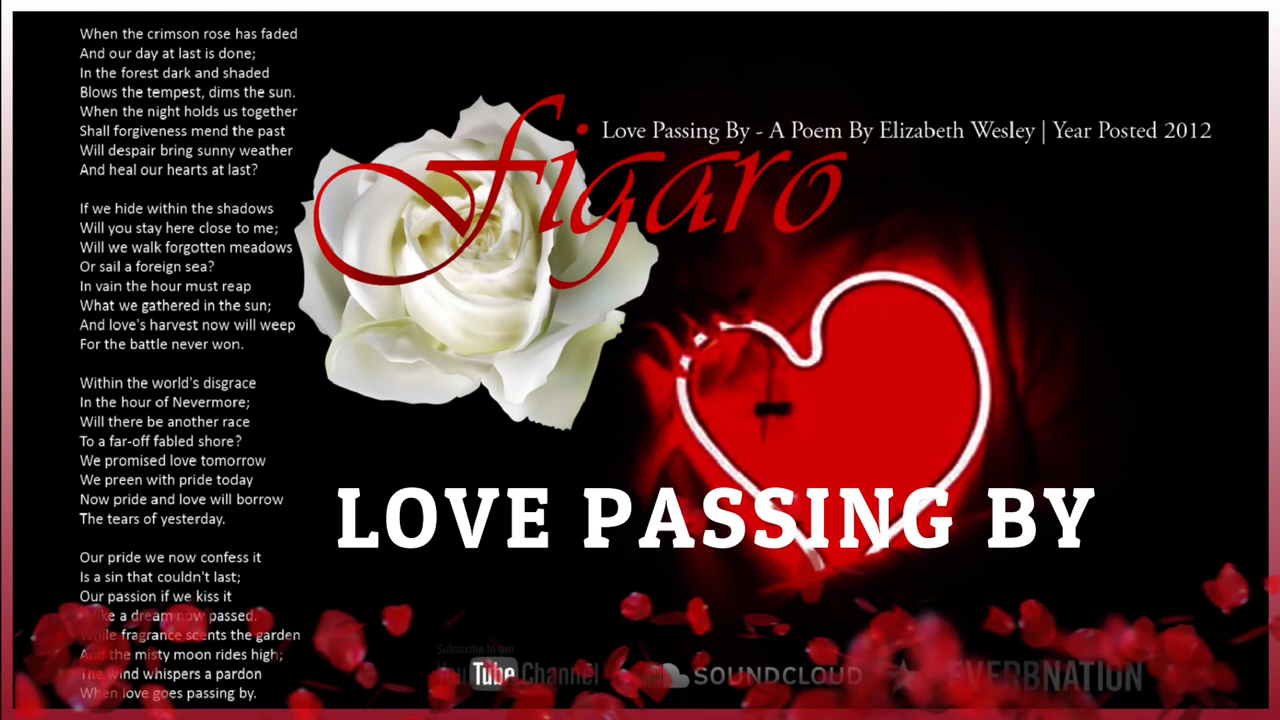 When the crimson rose has faded
And our day at last is done;
In the forest dark and shaded
Blows the tempest, dims the sun.
When the night holds us together
Shall forgiveness mend the past
Will despair bring sunny weather
And heal our hearts at last?
If we hide within the shadows
Will you stay here close to me;
Will we walk forgotten meadows
Or sail a foreign sea?
In vain the hour must reap
What we gathered in the sun;
And love's harvest now will weep
For the battle never won.
Within the world's disgrace
In the hour of Nevermore;
Will there be another race
To a far-off fabled shore?
We promised love tomorrow
We preen with pride today
Now pride and love will borrow
The tears of yesterday.
Our pride we now confess it
Is a sin that couldn't last;
Our passion if we kiss it
a dream now passed.
While fragrance scents the garden
And the misty moon rides high;
The wind whispers a pardon
When love goes passing by.
Love Passing By - A Poem By Elizabeth Wesley | Year Posted 2012
Figaro
LOVE PASSING BY
Subscribe to our
YouTube Channel
SOUNDCLOUD
REVERBNATION